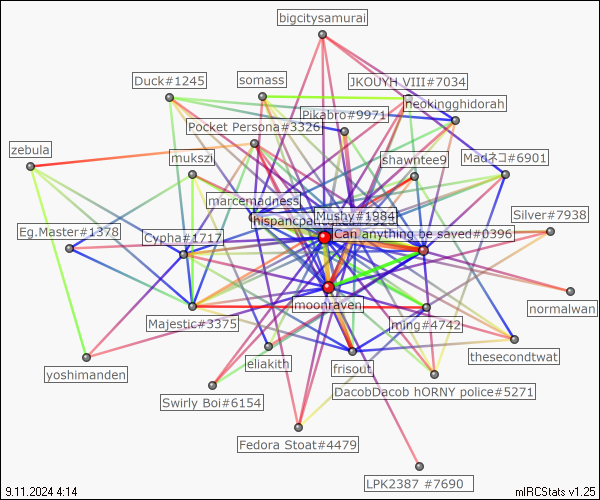 bigcitysamurai
Duck#1245
somass
JKOUYH VIII#7034
neokingghidorah
Pikabro#9971
Pocket Persona#3326
zebula
mukszi
shawntee9
Madネコ#6901
marcemadness
Mushy#1984
hispancpa
Silver#7938
Eg.Master#1378
Cypha#1717
Can anything be saved#0396
moonraven
normalwan
Majestic#3375
ming#4742
eliakith
frisout
thesecondtwat
yoshimanden
DacobDacob hORNY police#5271
Swirly Boi#6154
Fedora Stoat#4479
LPK2387 #7690
9.11.2024 4:14
mIRCStats v1.25